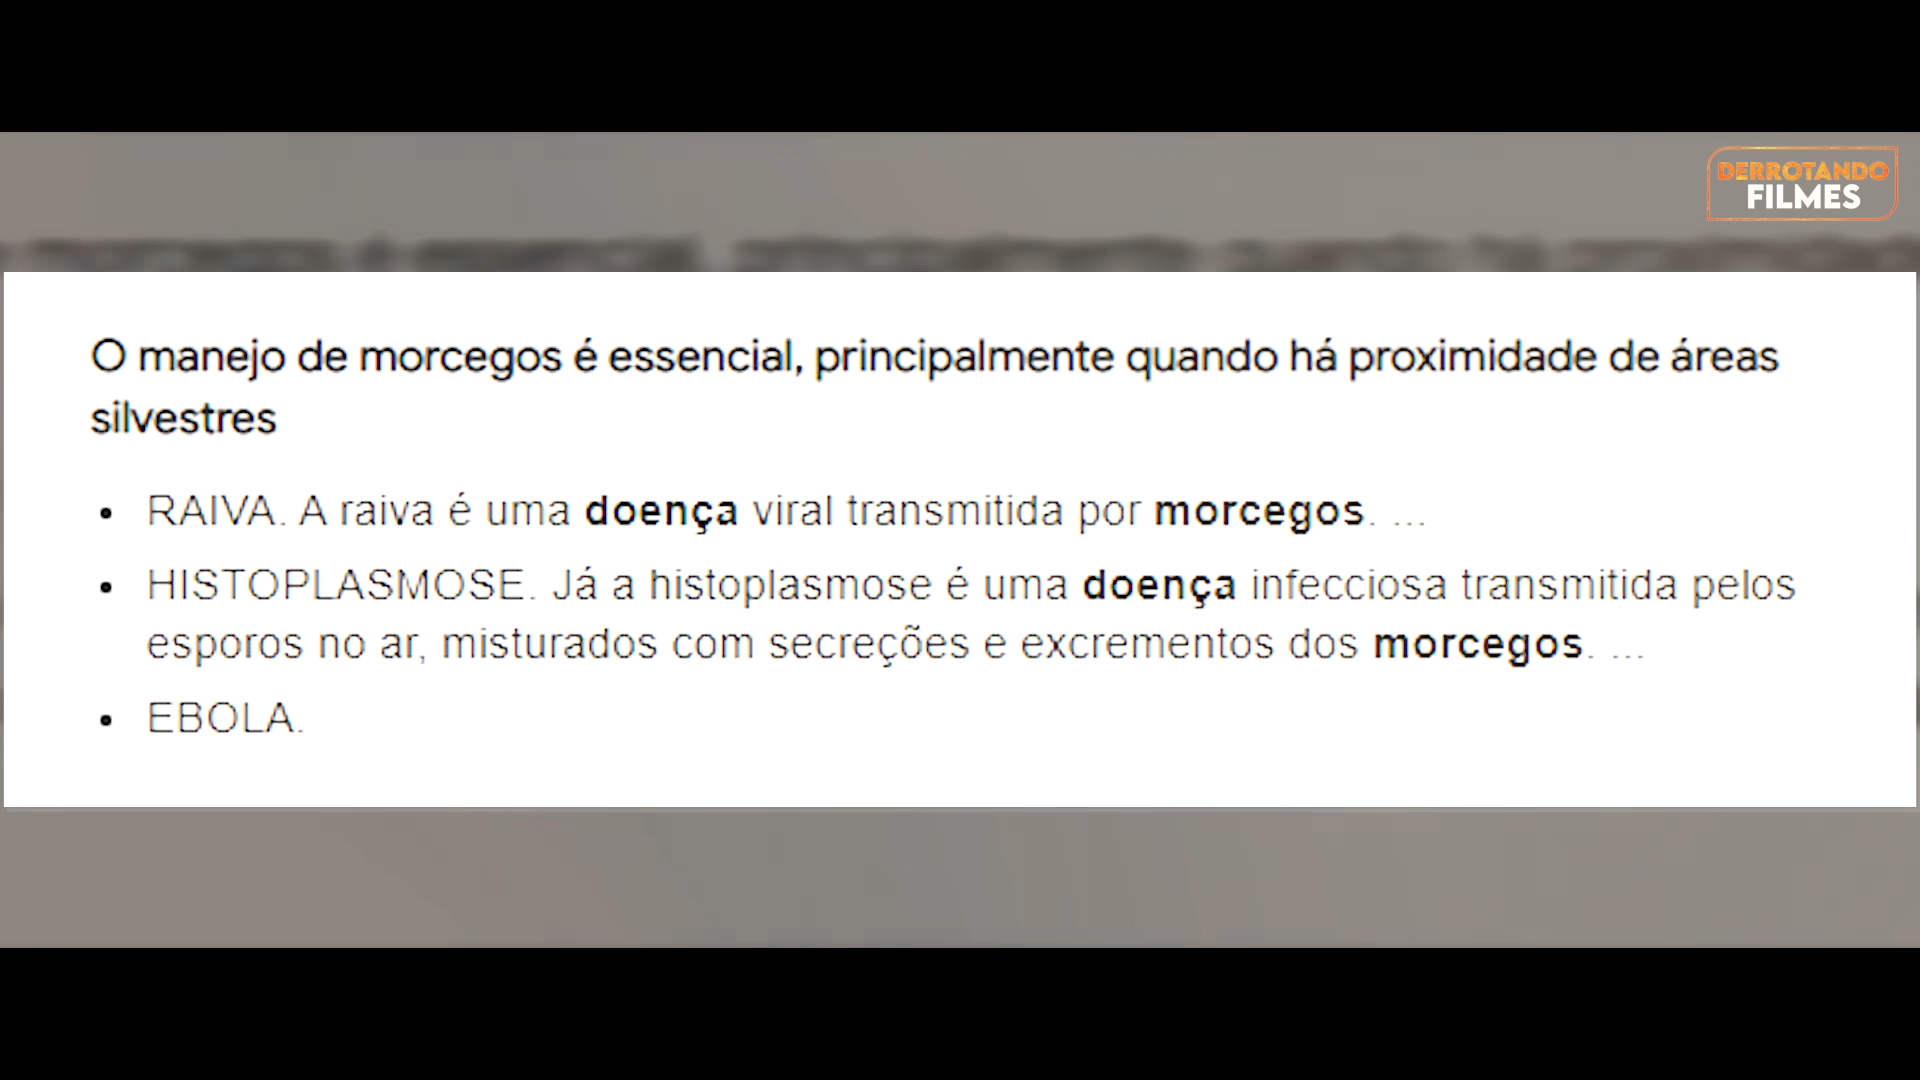 DERROTANDO
FILMES
O manejo de morcegos é essencial, principalmente quando há proximidade de áreas
silvestres
• RAIVA. A raiva é uma doença viral transmitida por morcegos. ...
• HISTOPLASMOSE. Já a histoplasmose é uma doença infecciosa transmitida pelos
esporos no ar, misturados com secreções e excrementos dos morcegos. ...
• EBOLA.